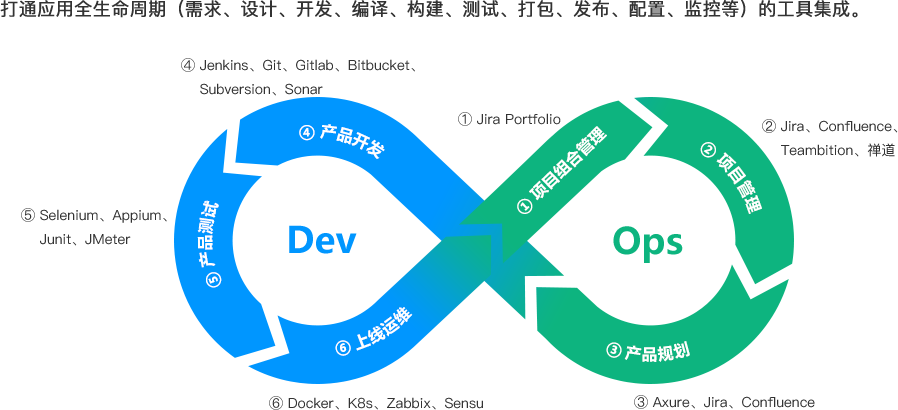 打通应用全生命周期（需求、设计、开发、编译、构建、测试、打包、发布、配置、监控等）的工具集成。
④ Jenkins、Git、Gitlab、Bitbucket、
Subversion、Sonar
① Jira Portfolio
② Jira、Confluence、
Teambition、禅道
④ 产品开发
① 项目组合管理
② 项目管理
⑤ Selenium、Appium、
Junit、JMeter
⑤ 产品测试
Dev
Ops
⑥ 上线运维
③ 产品规划
⑥ Docker、K8s、Zabbix、Sensu
③ Axure、Jira、Confluence